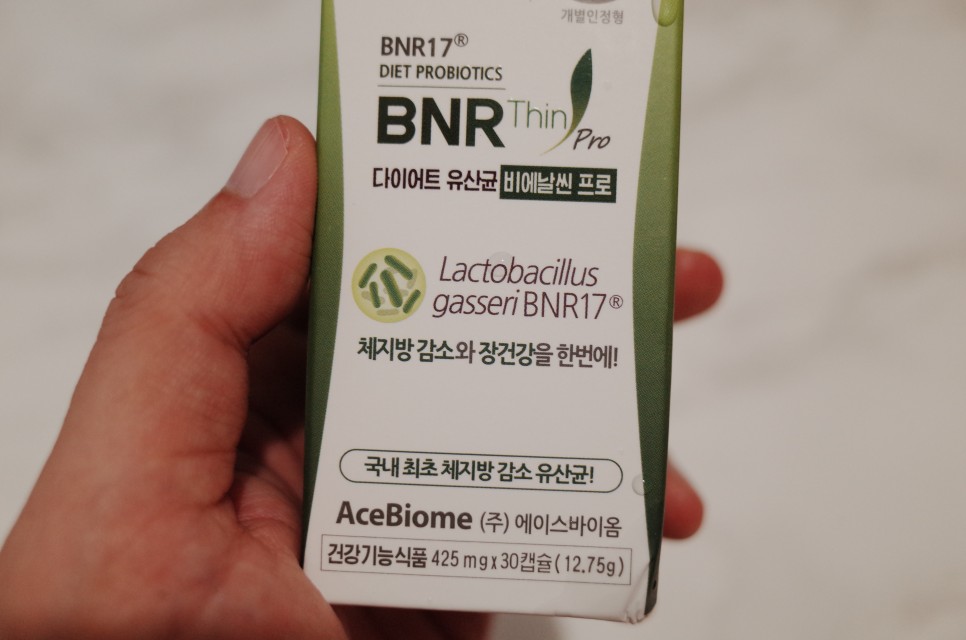 개별인정형
BNR17®
DIET PROBIOTICS
BNR Thin Pro
다이어트 유산균 비에날씬 프로
Lactobacillus
gasseri BNR17®
체지방 감소와 장건강을 한번에!
국내 최초 체지방 감소 유산균!
AceBiome (주) 에이스바이옴
건강기능식품 425 mg x 30캡슐(12.75g)